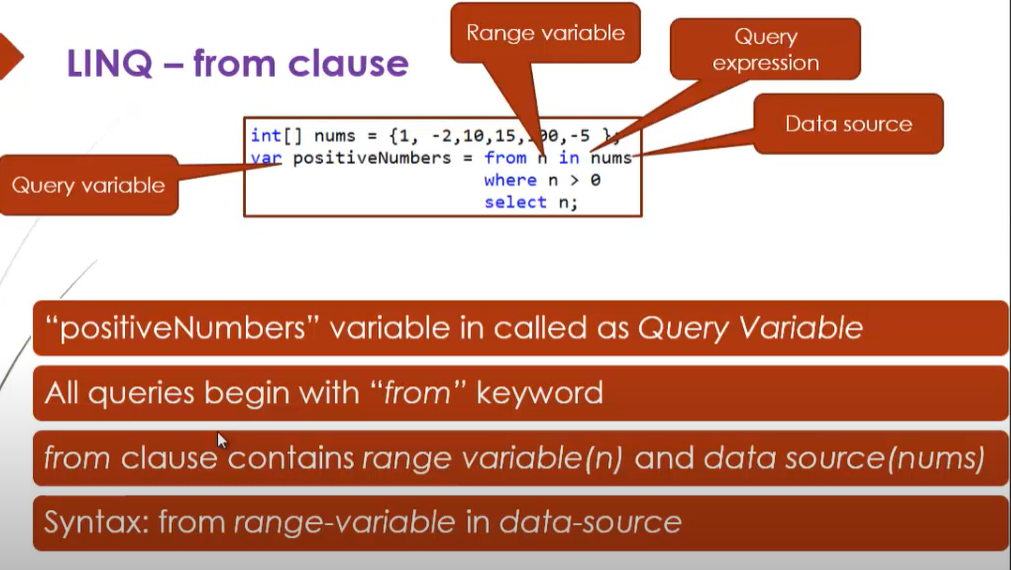 LINQ – from clause
Range variable
Query
expression
Data source
Query variable
int[] nums = {1, -2,10,15, 00,-5 };
var positiveNumbers = from n in nums
where n > 0
select n;
“positiveNumbers” variable in called as Query Variable
All queries begin with “from” keyword
from clause contains range variable(n) and data source(nums)
Syntax: from range-variable in data-source